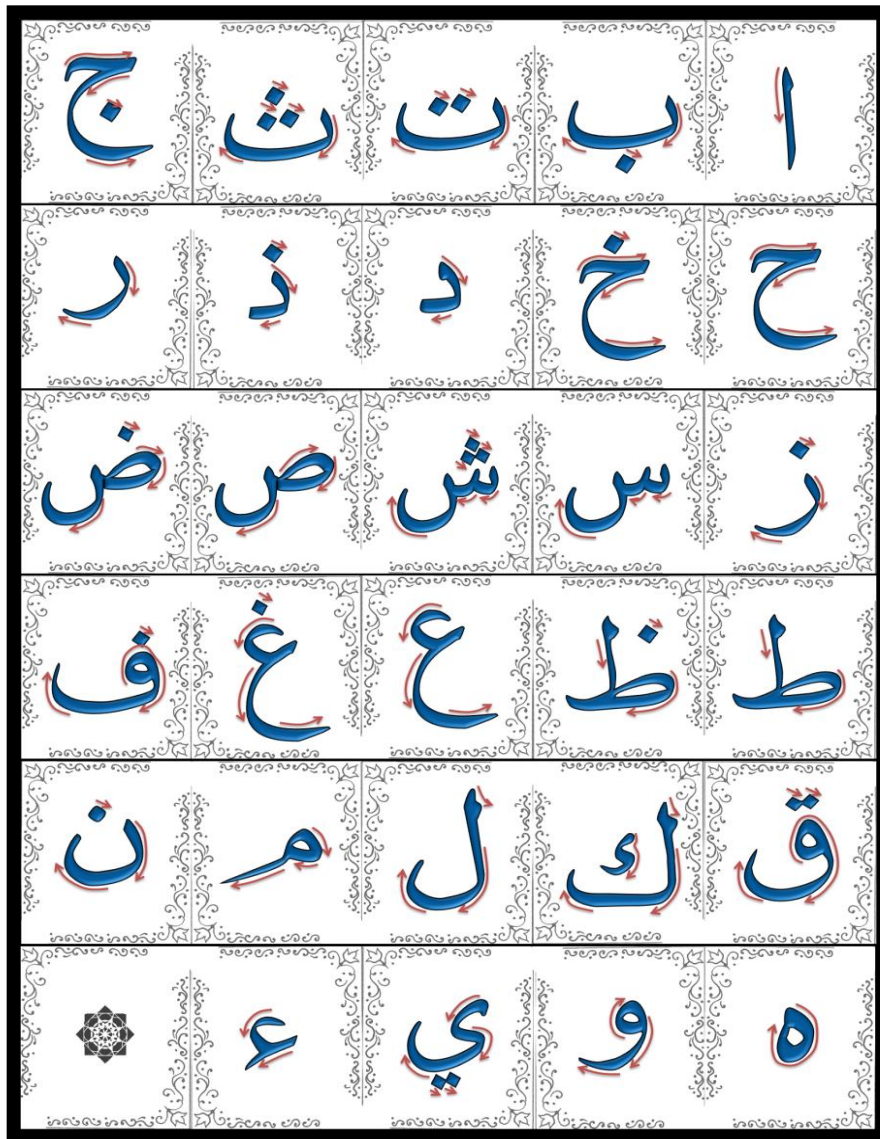 ا ب ت ث ج
ح خ د ذ ر
ز س ش ص ض
ط ظ ع غ ف
ق ك ل م ن
ه و ي ء